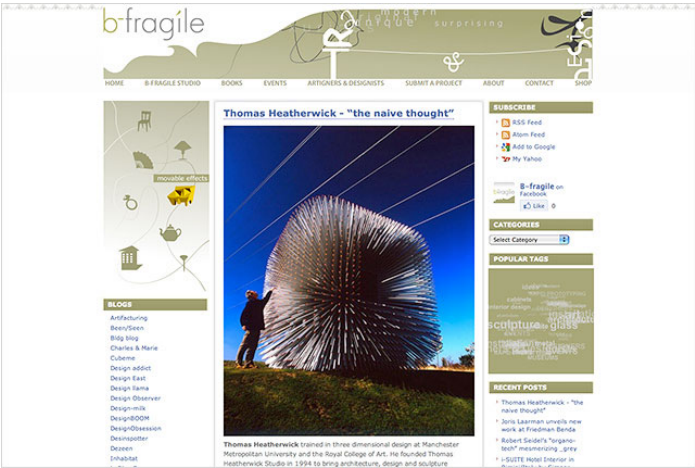 b-fragile
modern
surprising
&
DESIGN
HOME B-FRAGILE STUDIO BOOKS EVENTS ARTIGNERS & DESIGNISTS SUBMIT A PROJECT ABOUT CONTACT SHOP
movable effects
BLOGS
Artifacturing
Been/Seen
Bldg blog
Charles & Marie
Cubeme
Design addict
Design East
Design llama
Design Observer
Design-milk
DesignBOOM
DesignObsession
Desinspotter
Dezeen
Inhabitat
Thomas Heatherwick - “the naive thought”
Thomas Heatherwick trained in three dimensional design at Manchester
Metropolitan University and the Royal College of Art. He founded Thomas
Heatherwick Studio in 1994 to bring architecture, design and sculpture
SUBSCRIBE
RSS Feed
Atom Feed
Add to Google
My Yahoo
B-fragile on
Facebook
Like 0
CATEGORIES
Select Category
POPULAR TAGS
interior design
sculpture glass
EVENTS
MUSEUMS
RECENT POSTS
Thomas Heatherwick - "the
naive thought"
Joris Laarman unveils new
work at Friedman Benda
Robert Seidel's "organo-
tech" mesmerizing _grey
i-SUITE Hotel Interior in